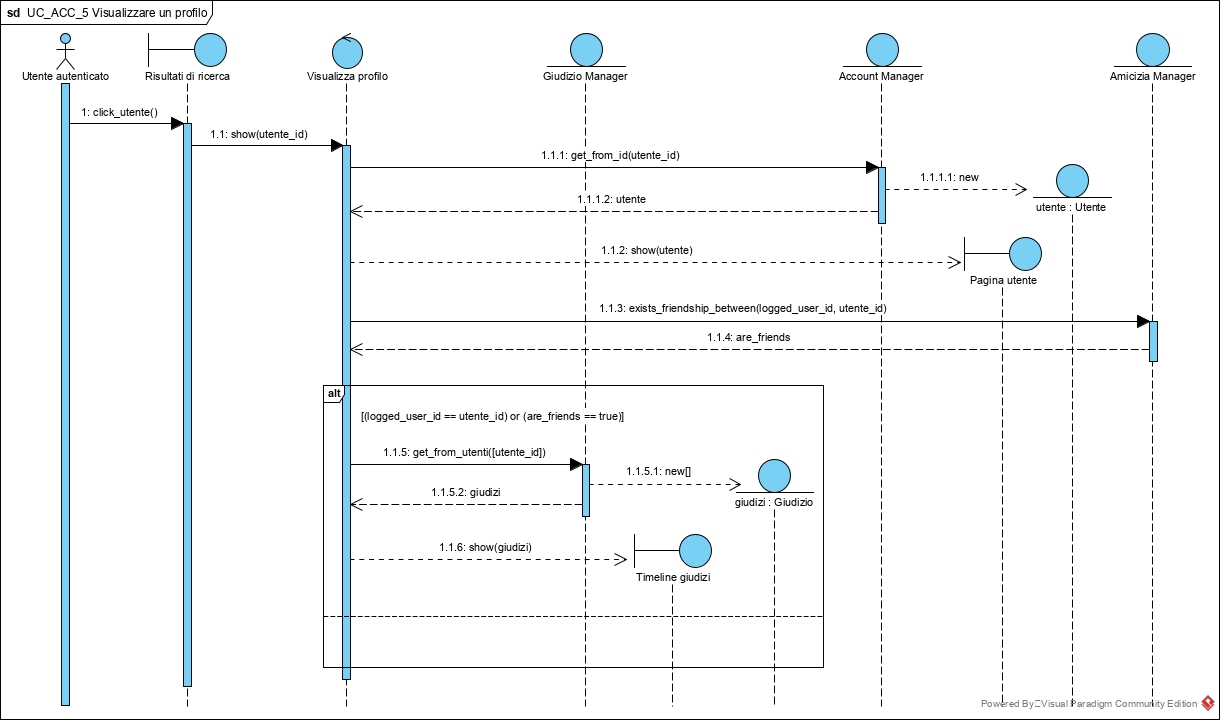 sd UC_ACC_5 Visualizzare un profilo
Utente autenticato
Risultati di ricerca
Visualizza profilo
Giudizio Manager
Account Manager
Amicizia Manager
1: click_utente()
1.1: show(utente_id)
1.1.1: get_from_id(utente_id)
1.1.1.1: new
utente : Utente
1.1.1.2: utente
1.1.2: show(utente)
Pagina utente
1.1.3: exists_friendship_between(logged_user_id, utente_id)
1.1.4: are_friends
alt
[(logged_user_id == utente_id) or (are_friends == true)]
1.1.5: get_from_utenti([utente_id])
1.1.5.1: new[]
giudizi : Giudizio
1.1.5.2: giudizi
1.1.6: show(giudizi)
Timeline giudizi
Powered By Visual Paradigm Community Edition